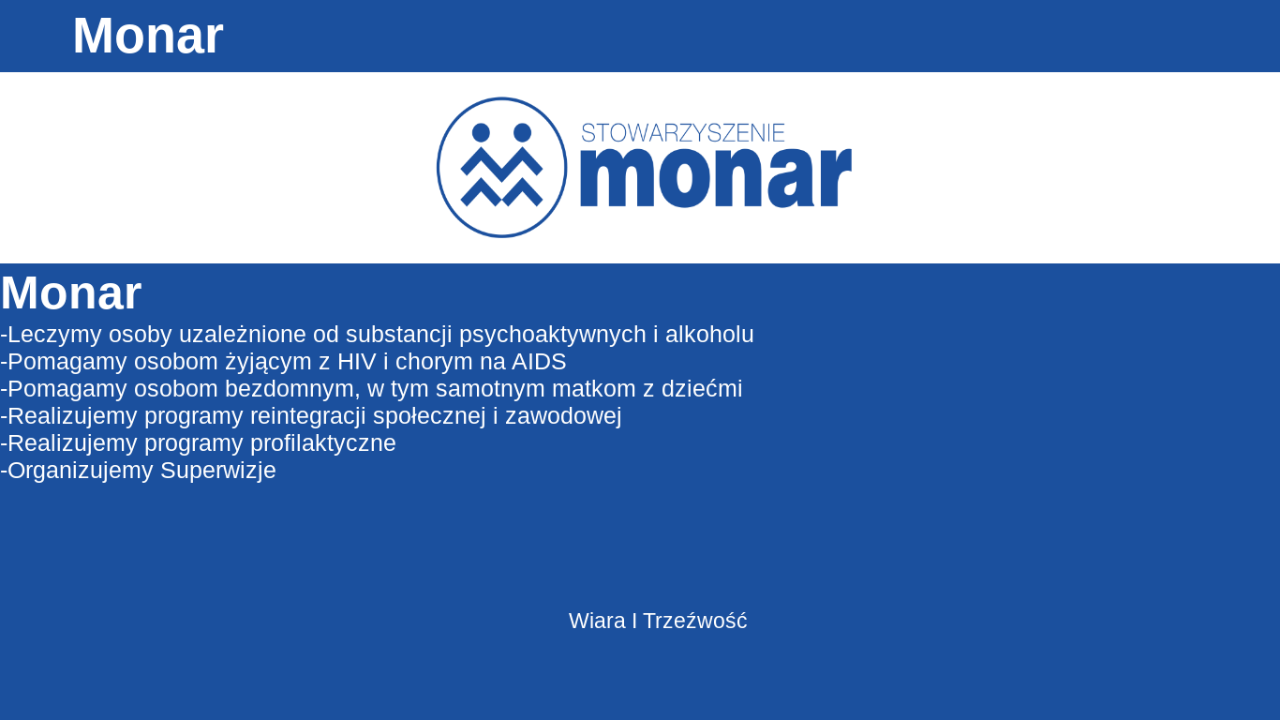 Monar
STOWARZYSZENIE
monar
Monar
-Leczymy osoby uzależnione od substancji psychoaktywnych i alkoholu
-Pomagamy osobom żyjącym z HIV i chorym na AIDS
-Pomagamy osobom bezdomnym, w tym samotnym matkom z dziećmi
-Realizujemy programy reintegracji społecznej i zawodowej
-Realizujemy programy profilaktyczne
-Organizujemy Superwizje
Wiara I Trzeźwość